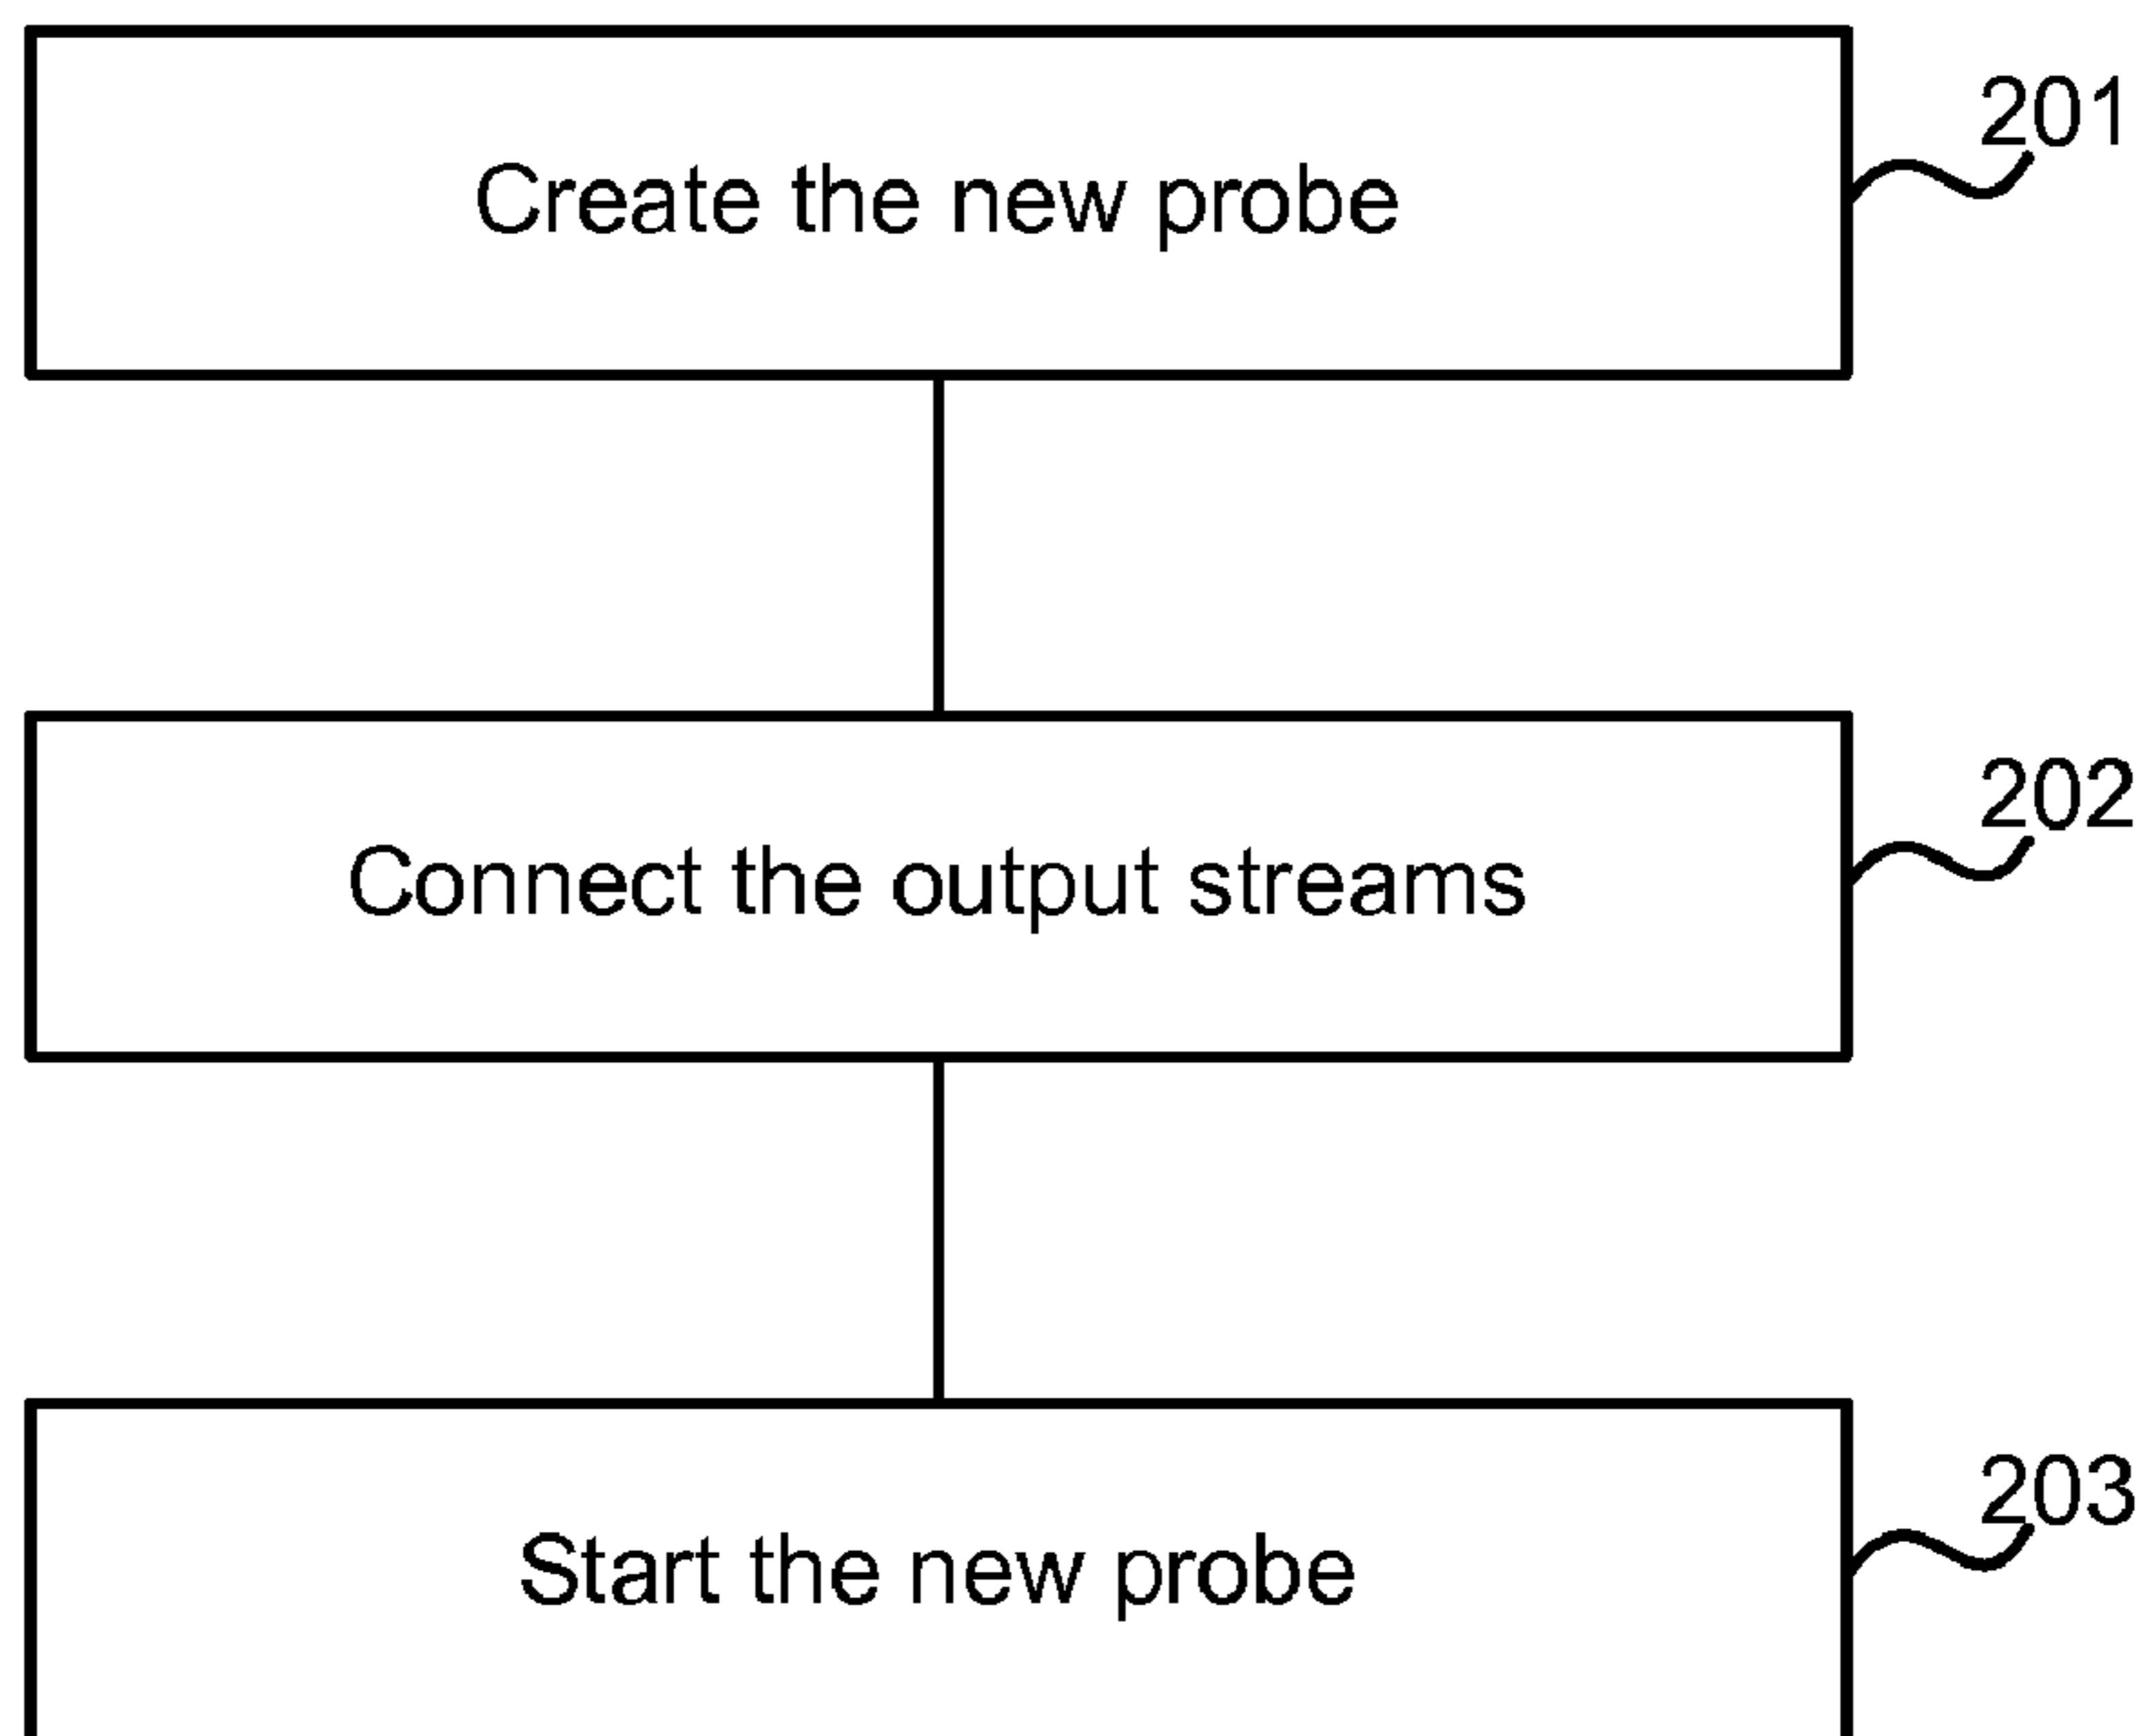 201
Create the new probe
202
Connect the output streams
203
Start the new probe